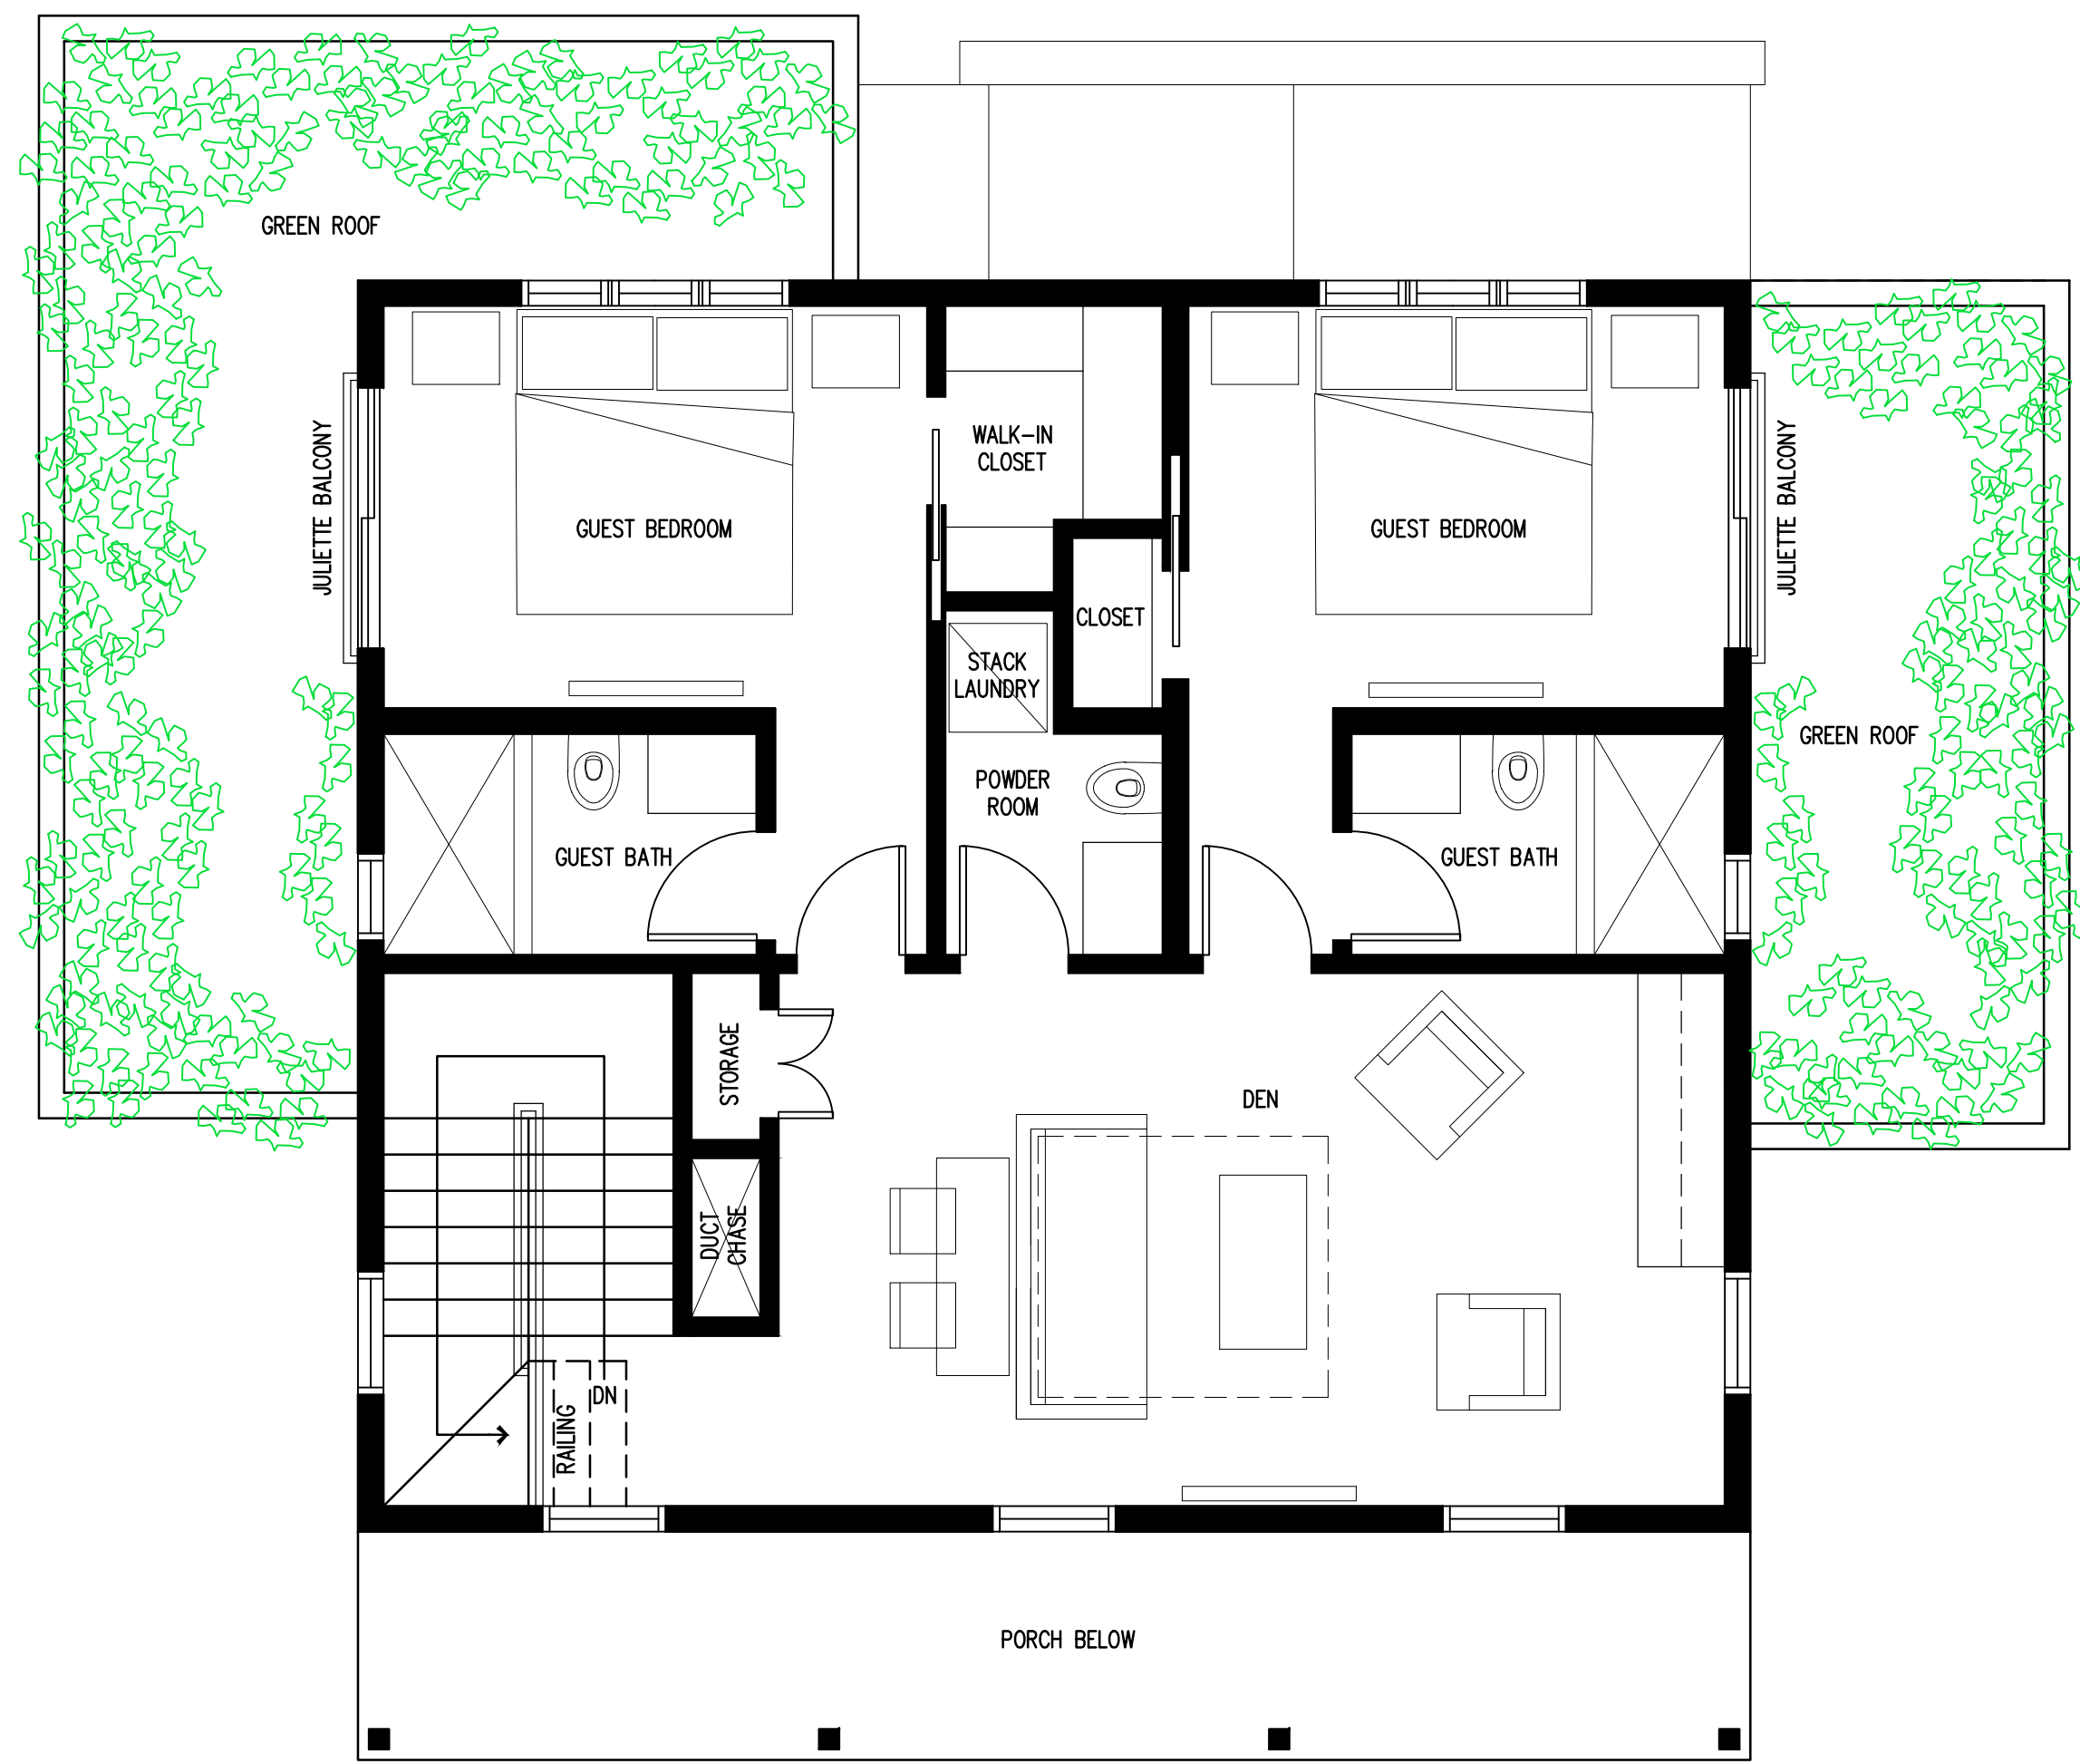 GREEN ROOF
JULIETTE BALCONY
GUEST BEDROOM
WALK-IN
CLOSET
GUEST BEDROOM
JULIETTE BALCONY
CLOSET
STACK
LAUNDRY
GREEN ROOF
POWDER
ROOM
GUEST BATH
GUEST BATH
STORAGE
DEN
DUCT
CHASE
DN
RAILING
PORCH BELOW